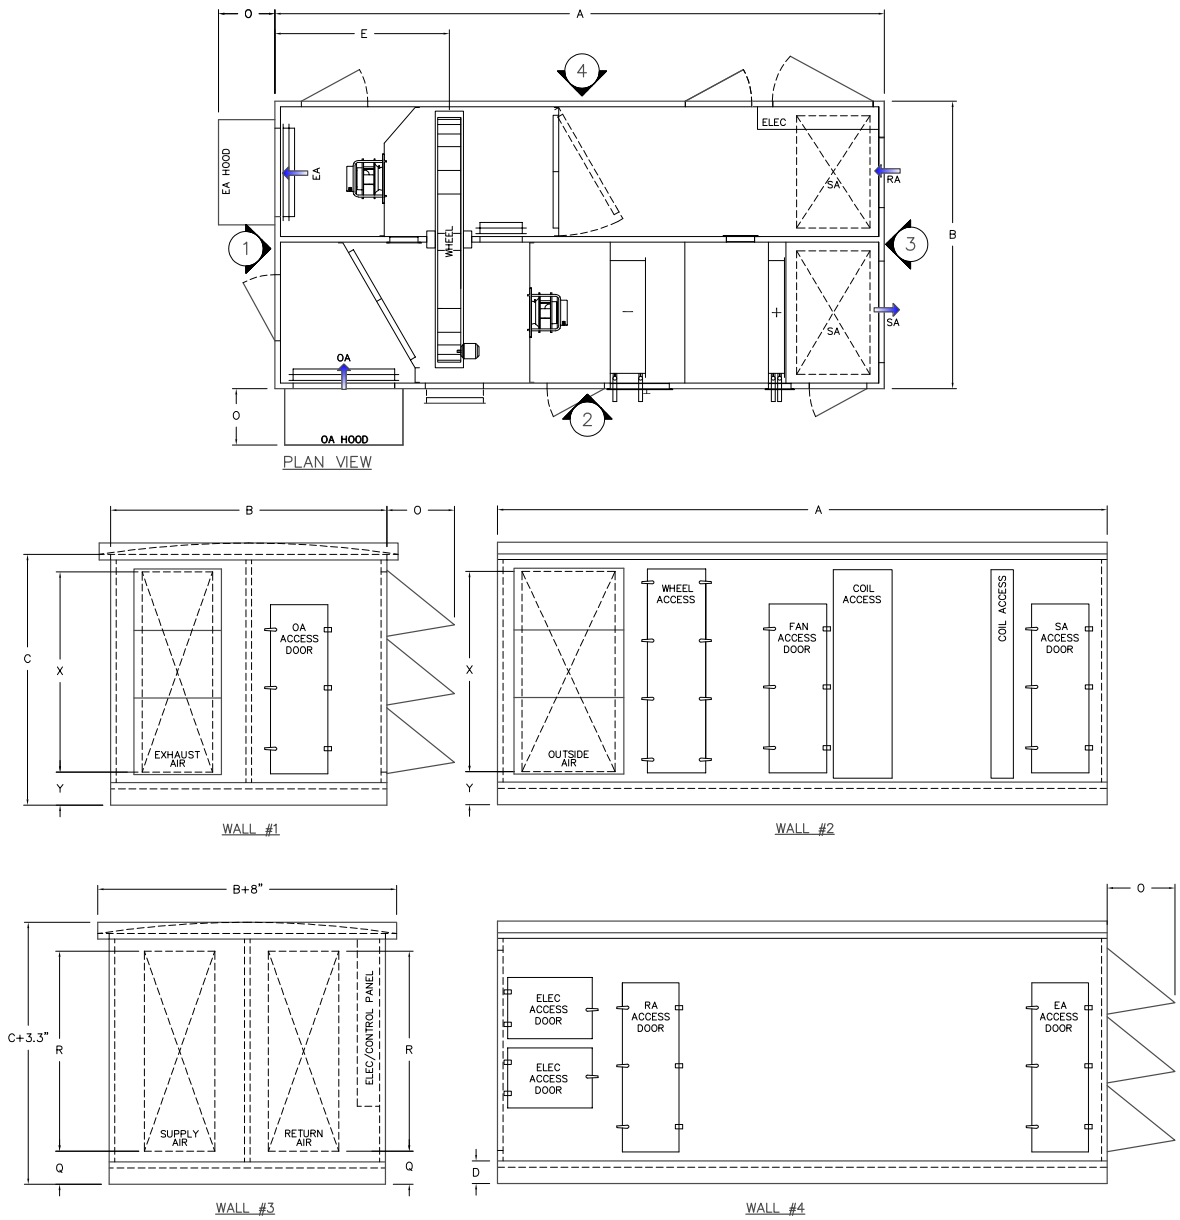 O
A
E
4
ELEC
EA HOOD
EA
SA
RA
WHEEL
B
1
3
SA
SA
OA
O
2
OA HOOD
PLAN VIEW
B
O
A
C
X
Y
OA
ACCESS
DOOR
EXHAUST
AIR
WALL #1
X
Y
OUTSIDE
AIR
WHEEL
ACCESS
FAN
ACCESS
DOOR
COIL
ACCESS
COIL ACCESS
SA
ACCESS
DOOR
WALL #2
B+8"
O
C+3.3"
R
Q
SUPPLY
AIR
RETURN
AIR
ELEC/CONTROL PANEL
R
Q
WALL #3
ELEC
ACCESS
DOOR
ELEC
ACCESS
DOOR
RA
ACCESS
DOOR
EA
ACCESS
DOOR
D
WALL #4